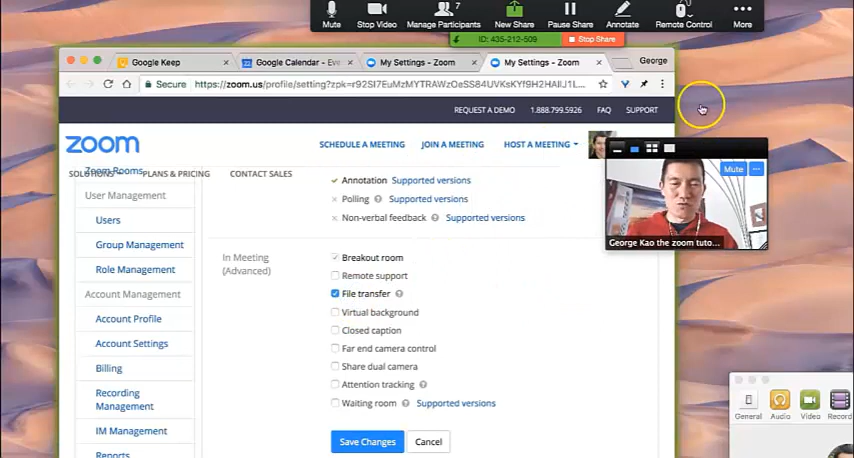 Mute Stop Video Manage Participants 7 New Share Pause Share Annotate Remote Control More
ID: 435-212-509 Stop Share
Google Keep Google Calendar - Eve My Settings - Zoom My Settings - Zoom George
Secure https://zoom.us/profile/setting?zpk=
REQUEST A DEMO 1.888.799.5926 FAQ SUPPORT
zoom SCHEDULE A MEETING JOIN A MEETING HOST A MEETING
Zoom Rooms
SOLUTIONS PLANS & PRICING CONTACT SALES
Annotation Supported versions
Polling Supported versions
Non-verbal feedback Supported versions
User Management
Users
Group Management
Role Management
Account Management
Account Profile
Account Settings
Billing
Recording
Management
IM Management
Reports
In Meeting
(Advanced)
Breakout room
Remote support
File transfer
Virtual background
Closed caption
Far end camera control
Share dual camera
Attention tracking
Waiting room Supported versions
Save Changes Cancel
Mute
George Kao the zoom tuto...
General Audio Video Record